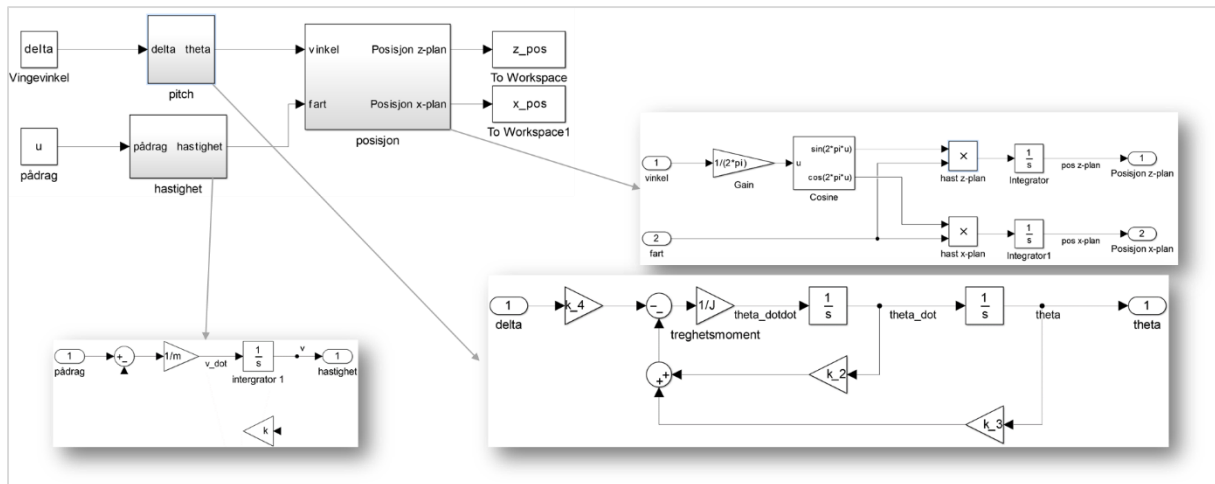 delta
Vingevinkel
delta theta
pitch
u
pådrag
pådrag hastighet
hastighet
vinkel Posisjon z-plan
fart Posisjon x-plan
posisjon
z_pos
To Workspace
x_pos
To Workspace1
1
vinkel
1/(2*pi)
Gain
u
sin(2*pi*u)
cos(2*pi*u)
Cosine
×
hast z-plan
1
s
Integrator
pos z-plan
1
Posisjon z-plan
2
fart
×
hast x-plan
1
s
Integrator1
pos x-plan
2
Posisjon x-plan
1
delta
k_4
− −
1/J
treghetsmoment
theta_dotdot
1
s
theta_dot
1
s
theta
1
theta
+ +
k_2
k_3
1
pådrag
+ −
1/m
v_dot
1
s
intergrator 1
v
1
hastighet
k